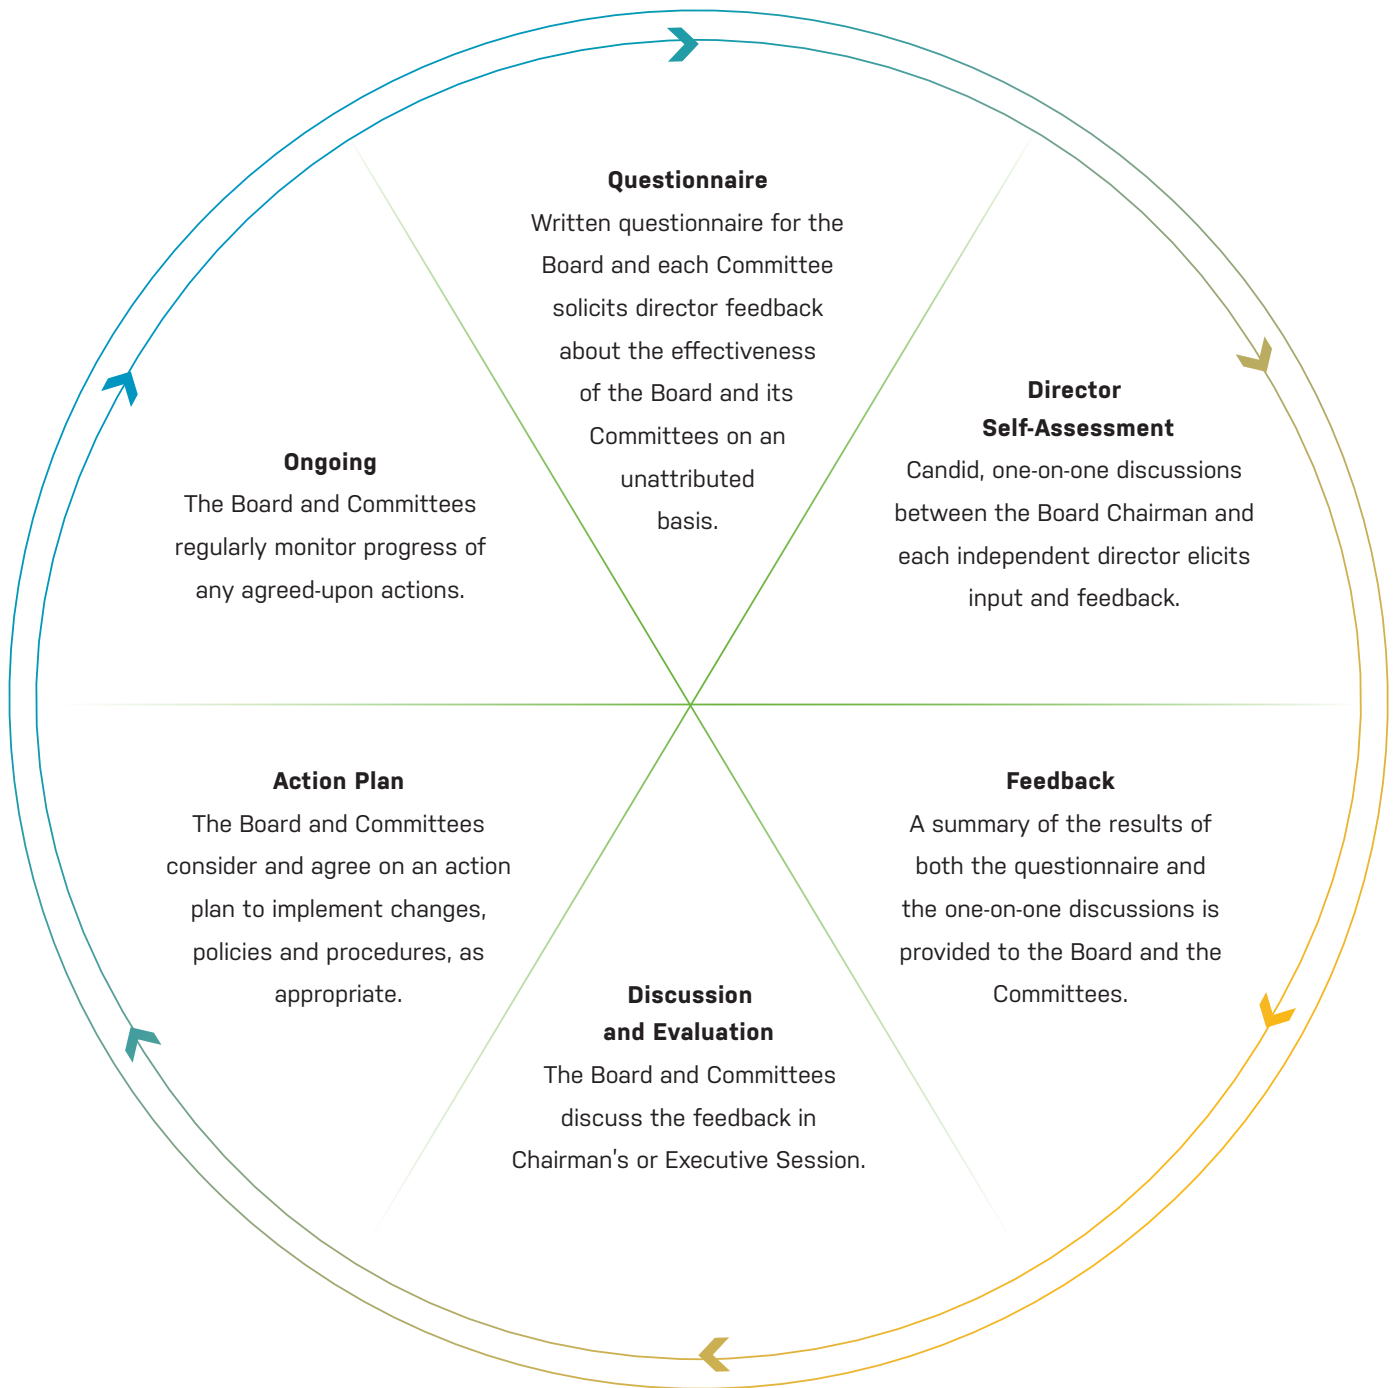 Questionnaire
Written questionnaire for the
Board and each Committee
solicits director feedback
about the effectiveness
of the Board and its
Committees on an
unattributed
basis.
Director
Self-Assessment
Candid, one-on-one discussions
between the Board Chairman and
each independent director elicits
input and feedback.
Feedback
A summary of the results of
both the questionnaire and
the one-on-one discussions is
provided to the Board and the
Committees.
Discussion
and Evaluation
The Board and Committees
discuss the feedback in
Chairman's or Executive Session.
Action Plan
The Board and Committees
consider and agree on an action
plan to implement changes,
policies and procedures, as
appropriate.
Ongoing
The Board and Committees
regularly monitor progress of
any agreed-upon actions.